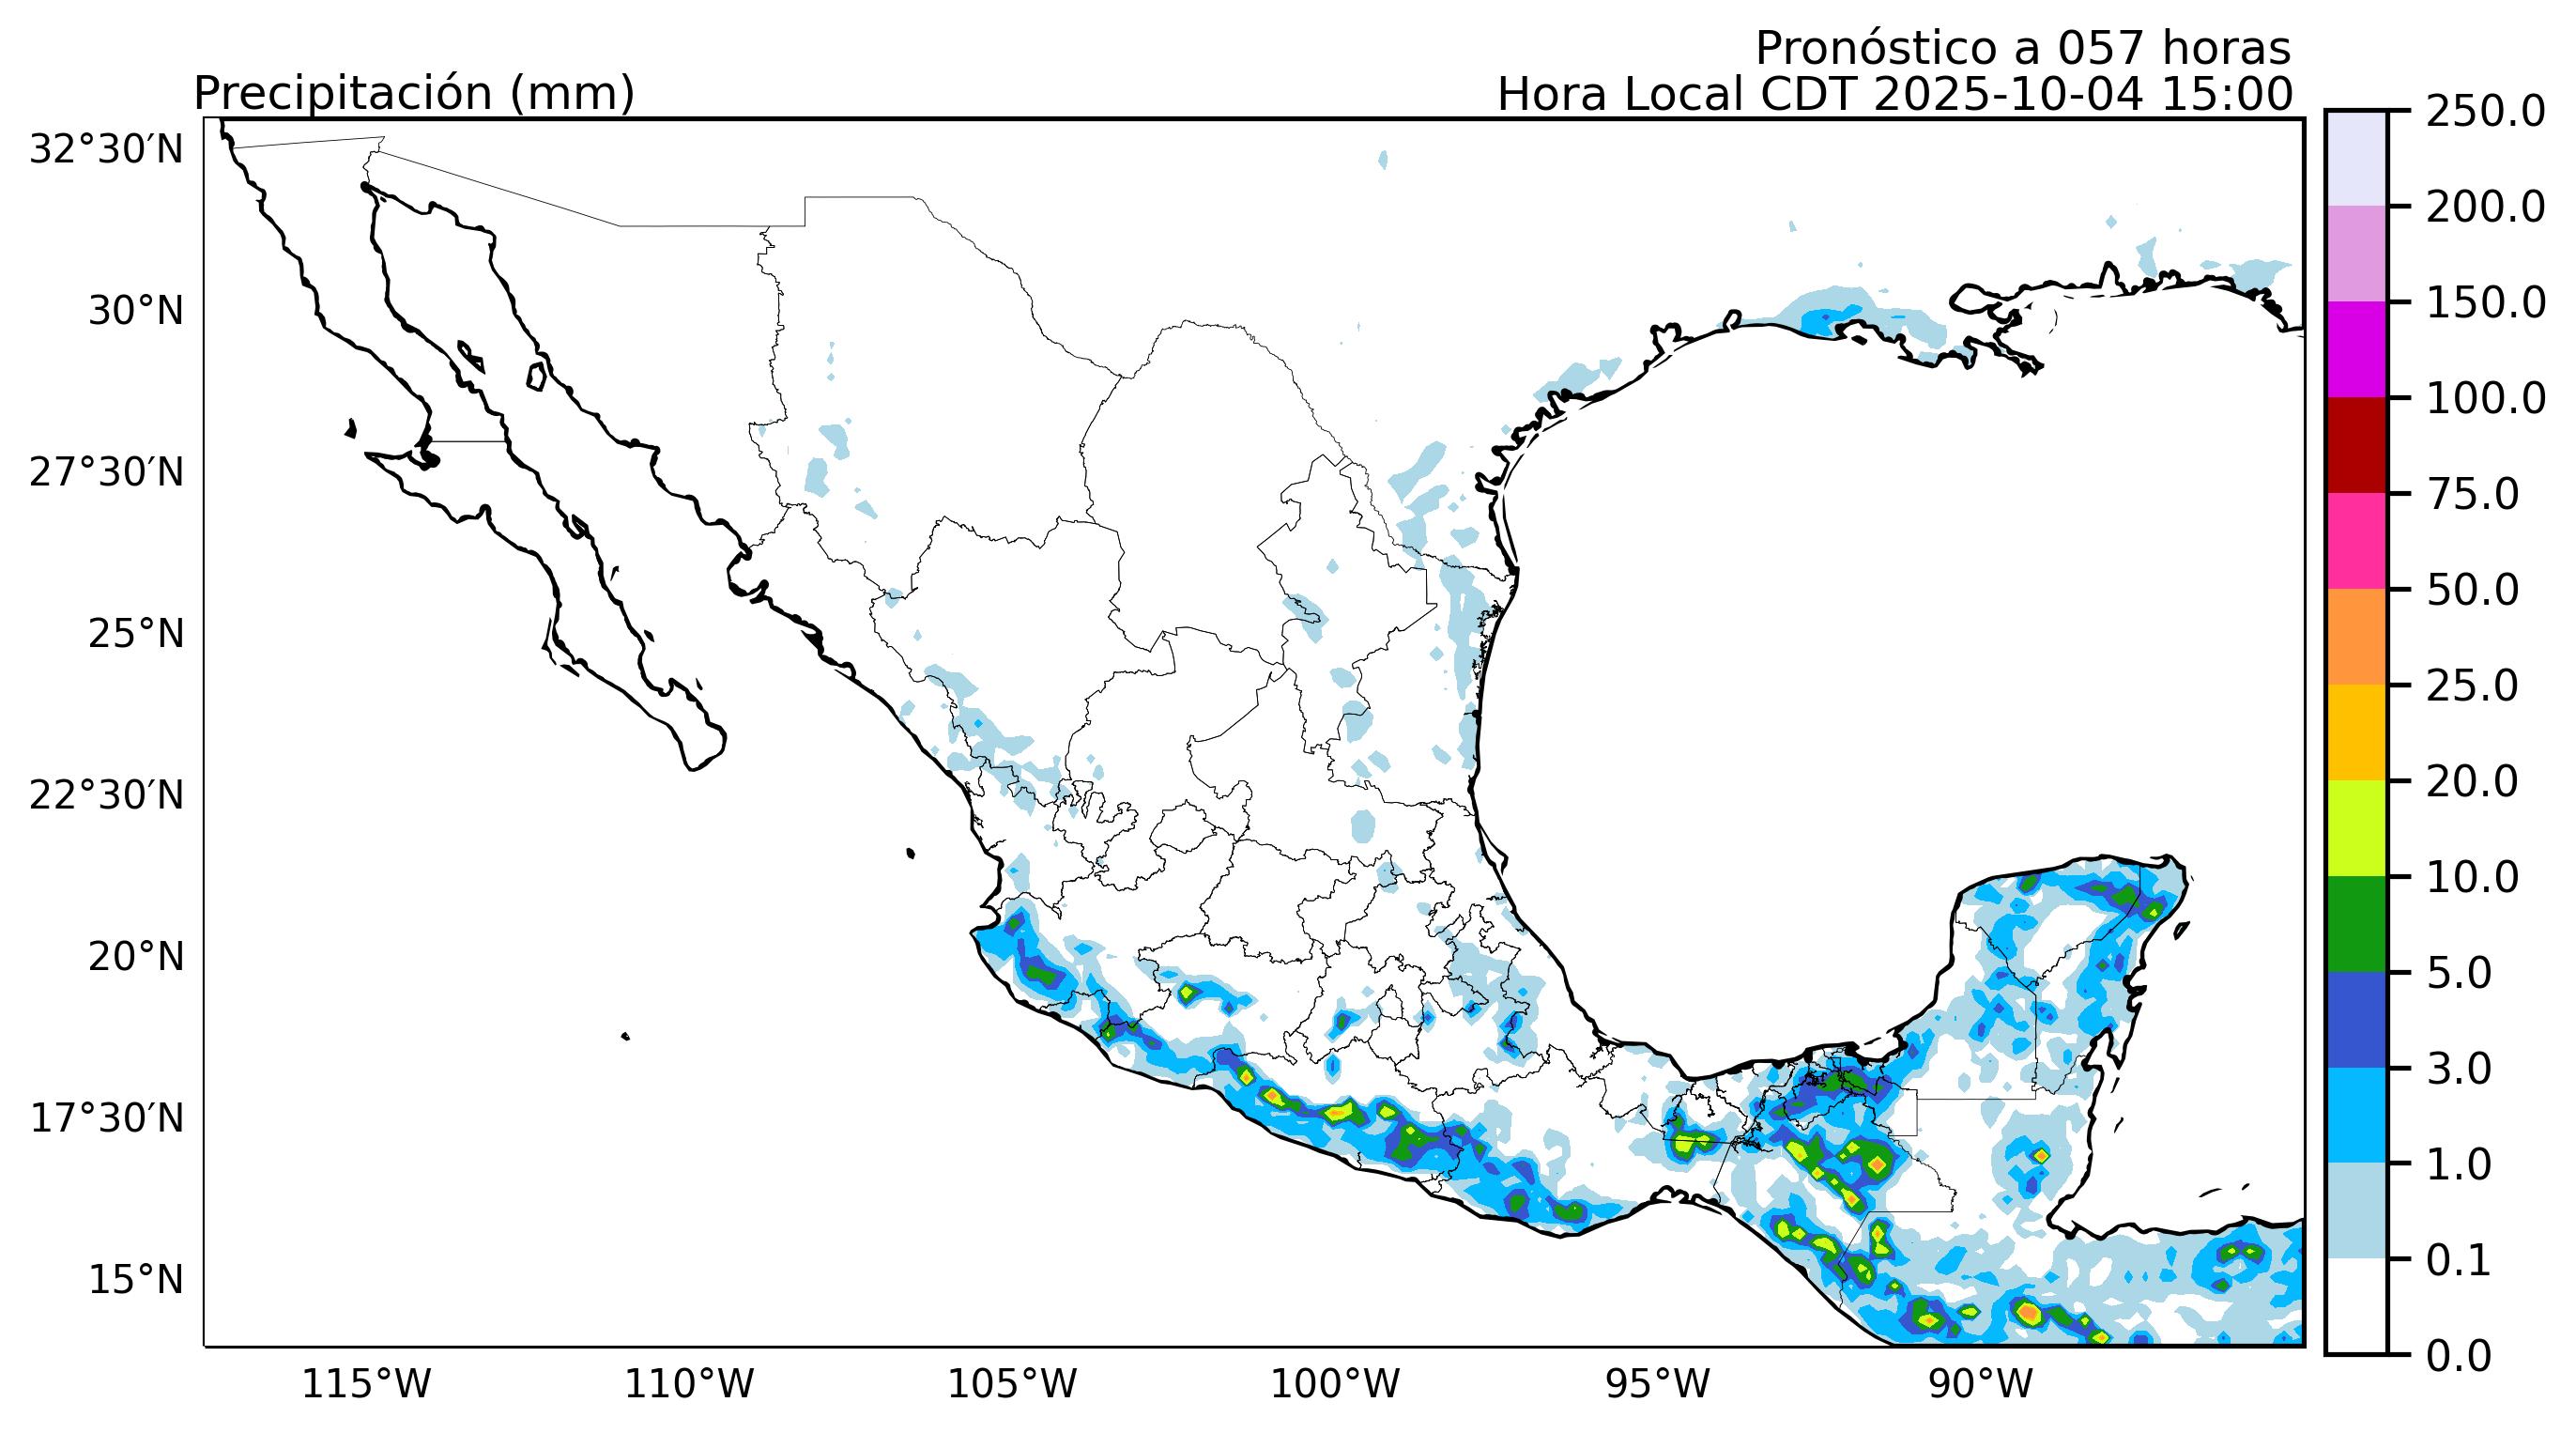 Pronóstico a 057 horas
Precipitación (mm)
Hora Local CDT 2025-10-04 15:00
32°30′N
30°N
27°30′N
25°N
22°30′N
20°N
17°30′N
15°N
115°W
110°W
105°W
100°W
95°W
90°W
250.0
200.0
150.0
100.0
75.0
50.0
25.0
20.0
10.0
5.0
3.0
1.0
0.1
0.0